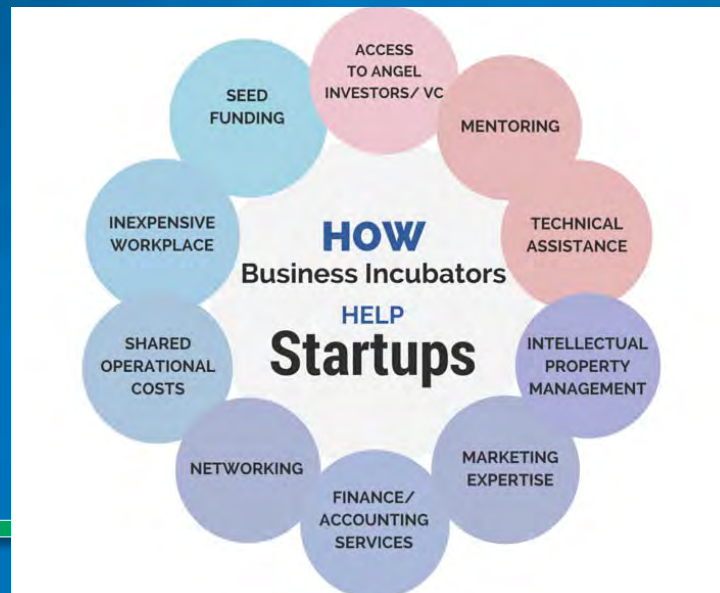 HOW
Business Incubators
HELP
Startups
ACCESS
TO ANGEL
INVESTORS/ VC
MENTORING
TECHNICAL
ASSISTANCE
INTELLECTUAL
PROPERTY
MANAGEMENT
MARKETING
EXPERTISE
FINANCE/
ACCOUNTING
SERVICES
NETWORKING
SHARED
OPERATIONAL
COSTS
INEXPENSIVE
WORKPLACE
SEED
FUNDING